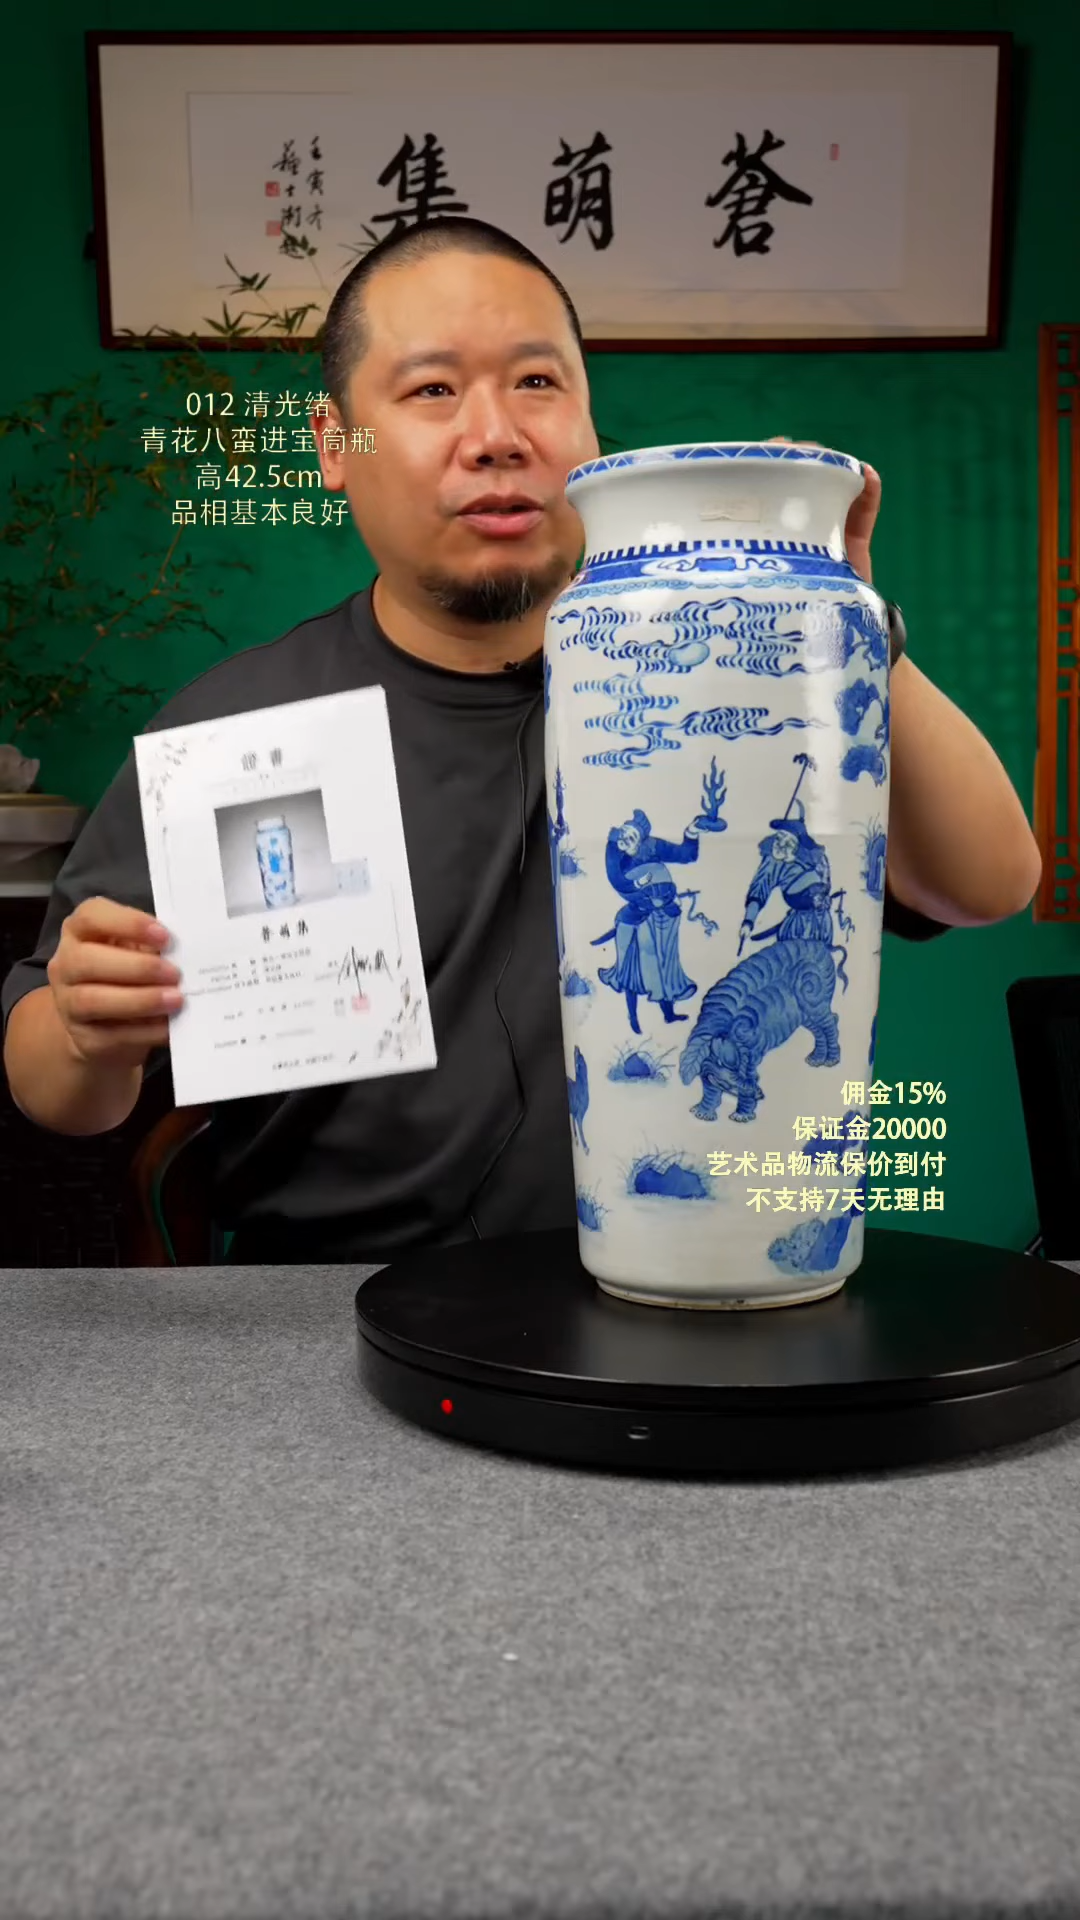 蒼萌集
壬寅冬
012 清光绪
青花八蛮进宝筒瓶
高42.5cm
品相基本良好
證書
蒼萌集
佣金15%
保证金20000
艺术品物流保价到付
不支持7天无理由